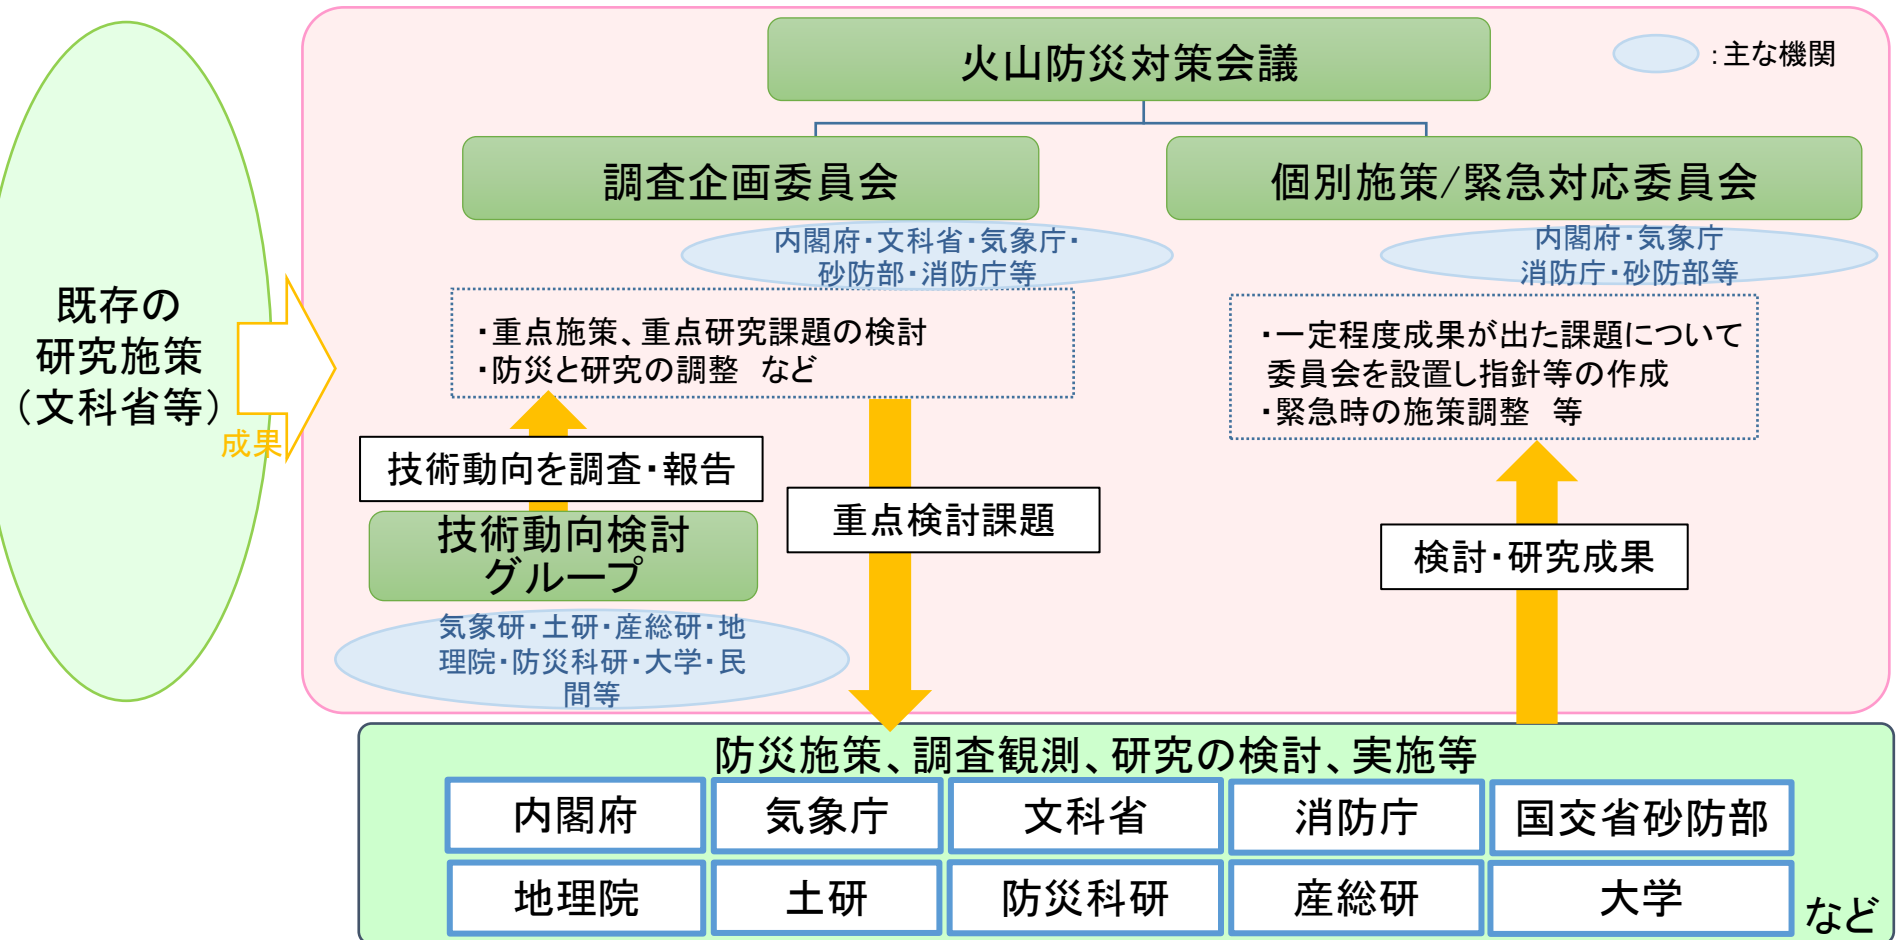 火山防災対策会議
：主な機関
調査企画委員会
個別施策/緊急対応委員会
内閣府・文科省・気象庁・
砂防部・消防庁等
内閣府・気象庁
消防庁・砂防部等
既存の
研究施策
（文科省等）
成果
・重点施策、重点研究課題の検討
・防災と研究の調整　など
・一定程度成果が出た課題について
委員会を設置し指針等の作成
・緊急時の施策調整　等
技術動向を調査・報告
重点検討課題
検討・研究成果
技術動向検討
グループ
気象研・土研・産総研・地
理院・防災科研・大学・民
間等
防災施策、調査観測、研究の検討、実施等
内閣府
気象庁
文科省
消防庁
国交省砂防部
地理院
土研
防災科研
産総研
大学
など